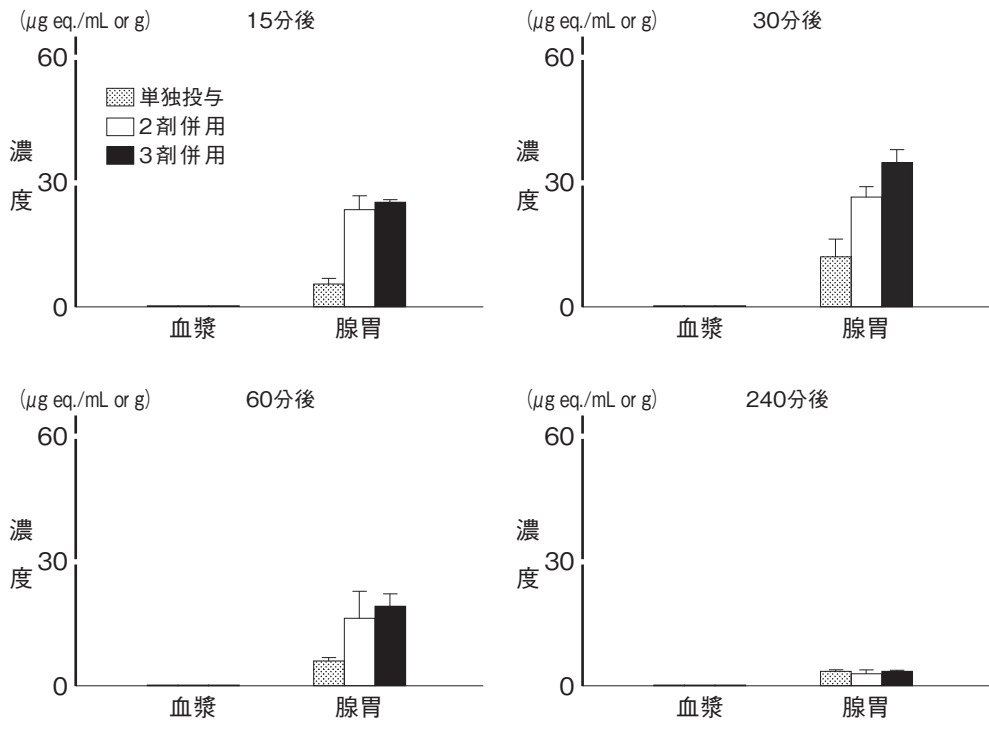 (μg eq./mL or g) 15分後
60
単独投与
2剤併用
3剤併用
濃度
30
0
血漿 腺胃
(μg eq./mL or g) 30分後
60
濃度
30
0
血漿 腺胃
(μg eq./mL or g) 60分後
60
濃度
30
0
血漿 腺胃
(μg eq./mL or g) 240分後
60
濃度
30
0
血漿 腺胃